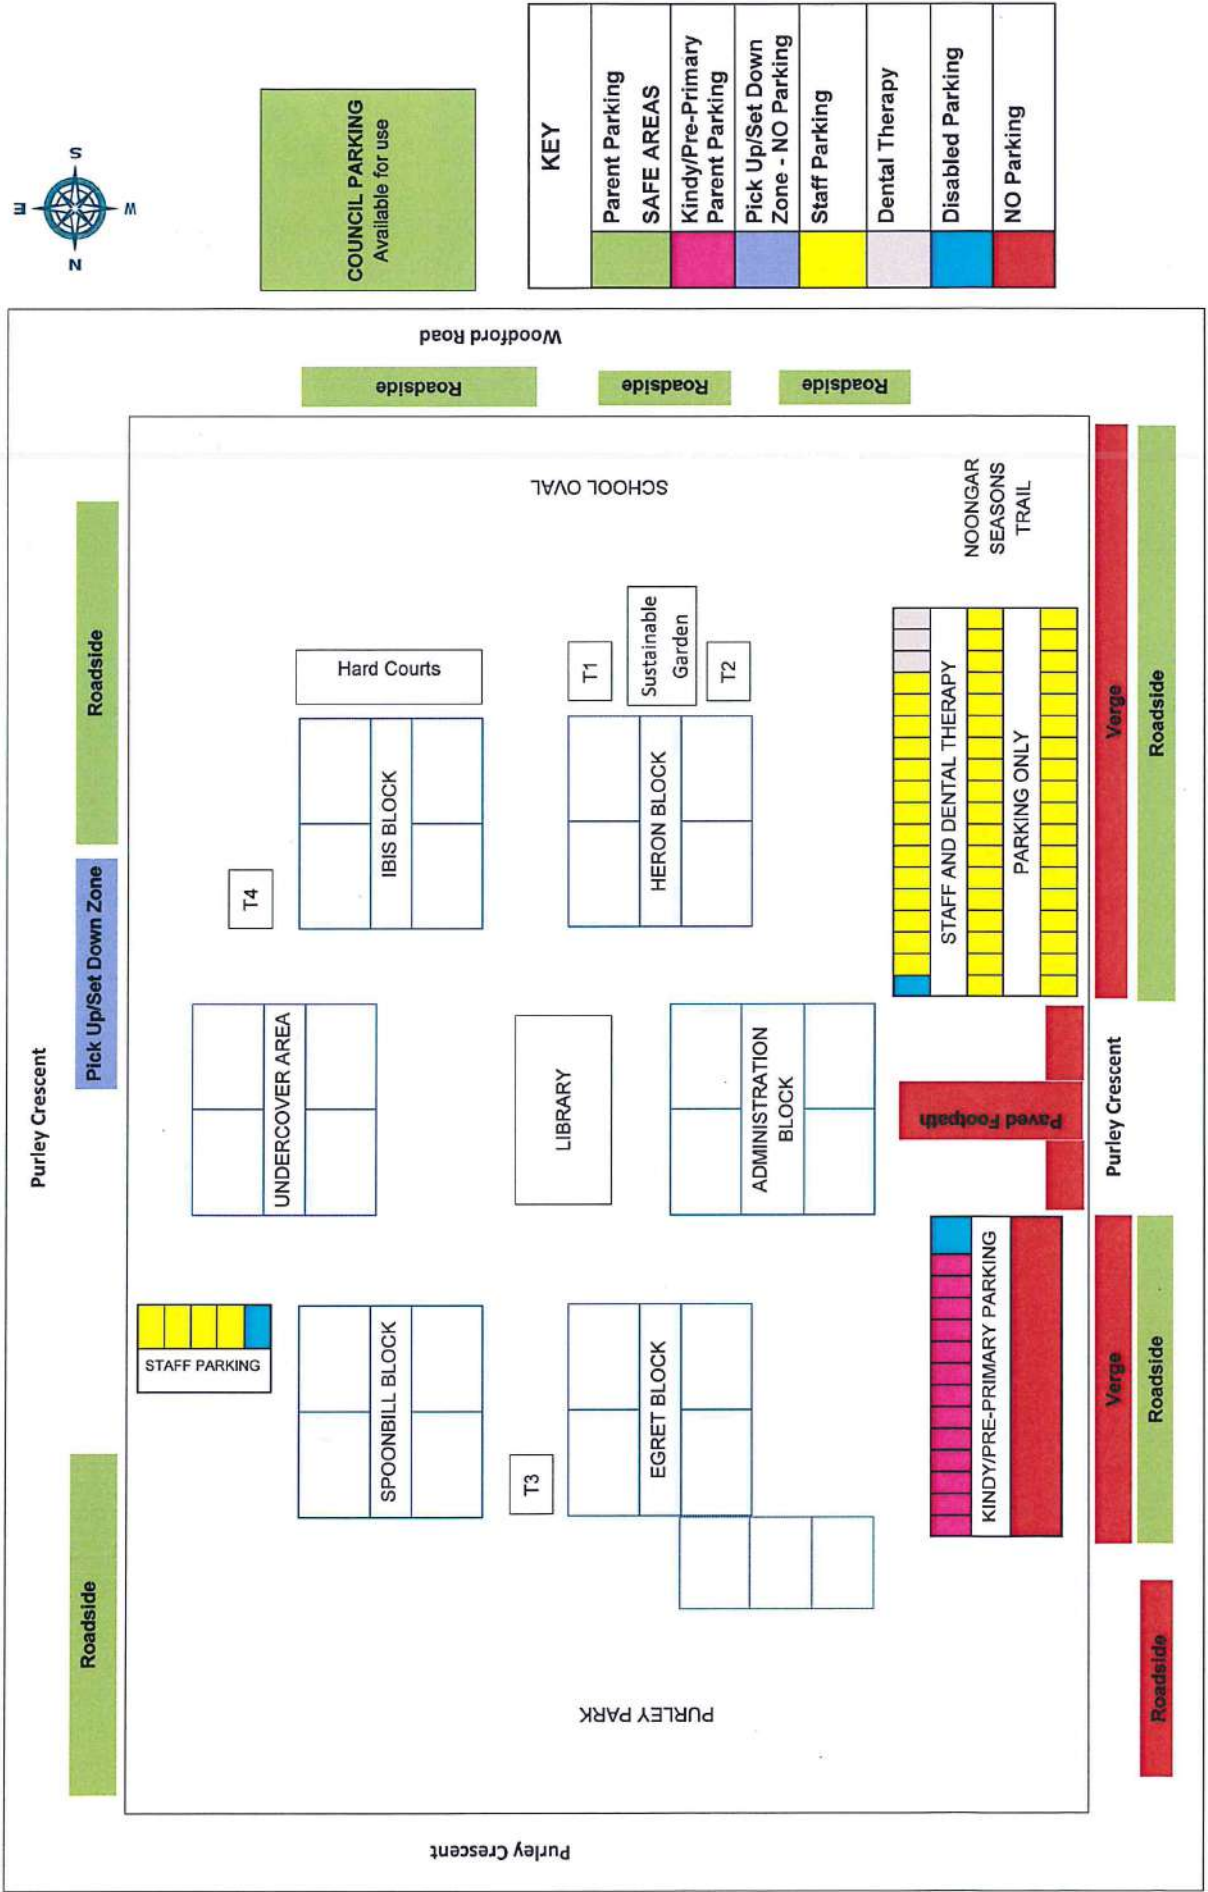 Purley Crescent
Roadside
Pick Up/Set Down Zone
Roadside
E
N
S
W
STAFF PARKING
T4
UNDERCOVER AREA
SPOONBILL BLOCK
IBIS BLOCK
Hard Courts
Roadside
COUNCIL PARKING
Available for use
Purley Crescent
PURLEY PARK
T3
LIBRARY
SCHOOL OVAL
Woodford Road
EGRET BLOCK
HERON BLOCK
T1
Sustainable
Garden
T2
Roadside
ADMINISTRATION
BLOCK
Roadside
KINDY/PRE-PRIMARY PARKING
Paved Footpath
STAFF AND DENTAL THERAPY
PARKING ONLY
NOONGAR
SEASONS
TRAIL
Verge
Purley Crescent
Verge
Roadside
Roadside
Roadside
KEY
Parent Parking
SAFE AREAS
Kindy/Pre-Primary
Parent Parking
Pick Up/Set Down
Zone - NO Parking
Staff Parking
Dental Therapy
Disabled Parking
NO Parking